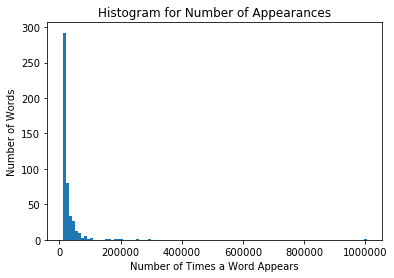 Histogram for Number of Appearances
300
250
200
150
100
50
0
Number of Words
0 200000 400000 600000 800000 1000000
Number of Times a Word Appears